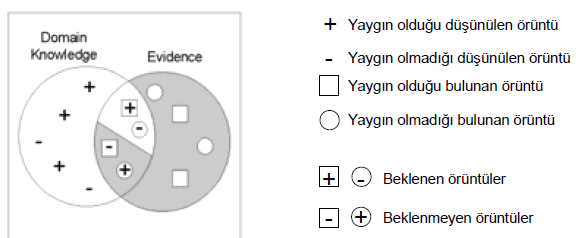 Domain
Knowledge
Evidence
+ Yaygın olduğu düşünülen örüntü
- Yaygın olmadığı düşünülen örüntü
Yaygın olduğu bulunan örüntü
Yaygın olmadığı bulunan örüntü
+ - Beklenen örüntüler
- + Beklenmeyen örüntüler